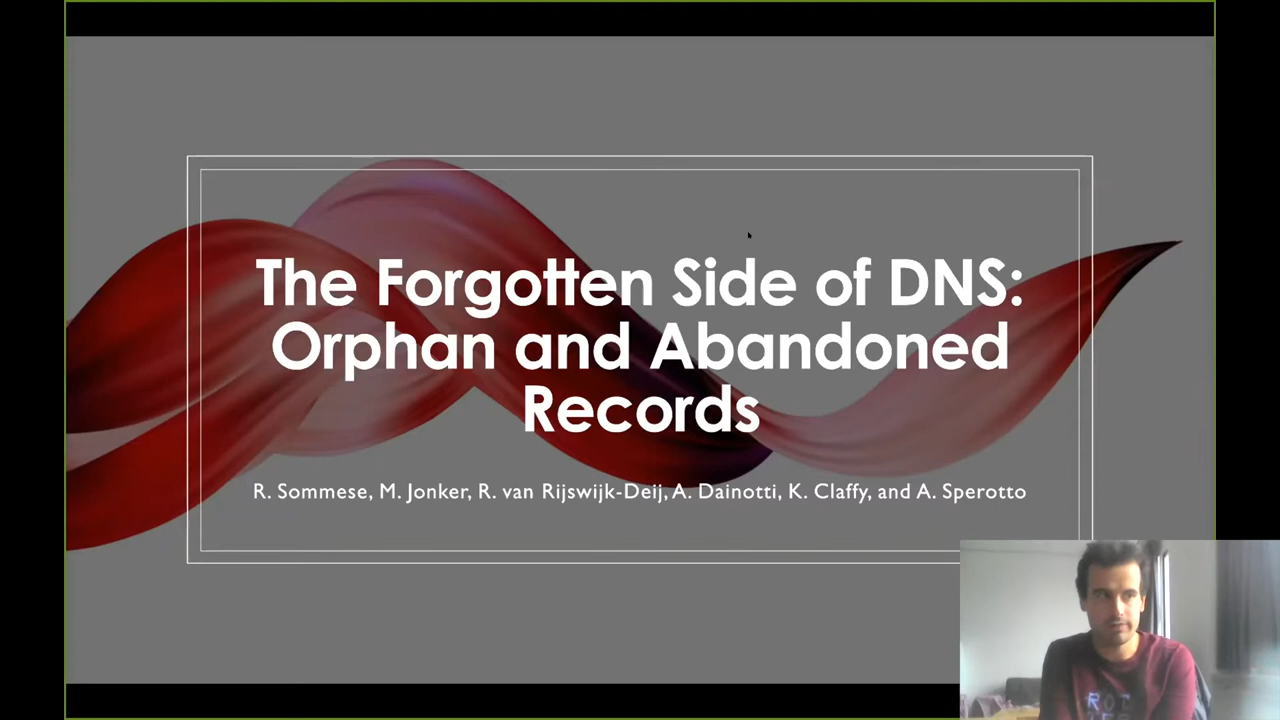 The Forgotten Side of DNS:
Orphan and Abandoned
Records
R. Sommese, M. Jonker, R. van Rijswijk-Deij, A. Dainotti, K. Claffy, and A. Sperotto